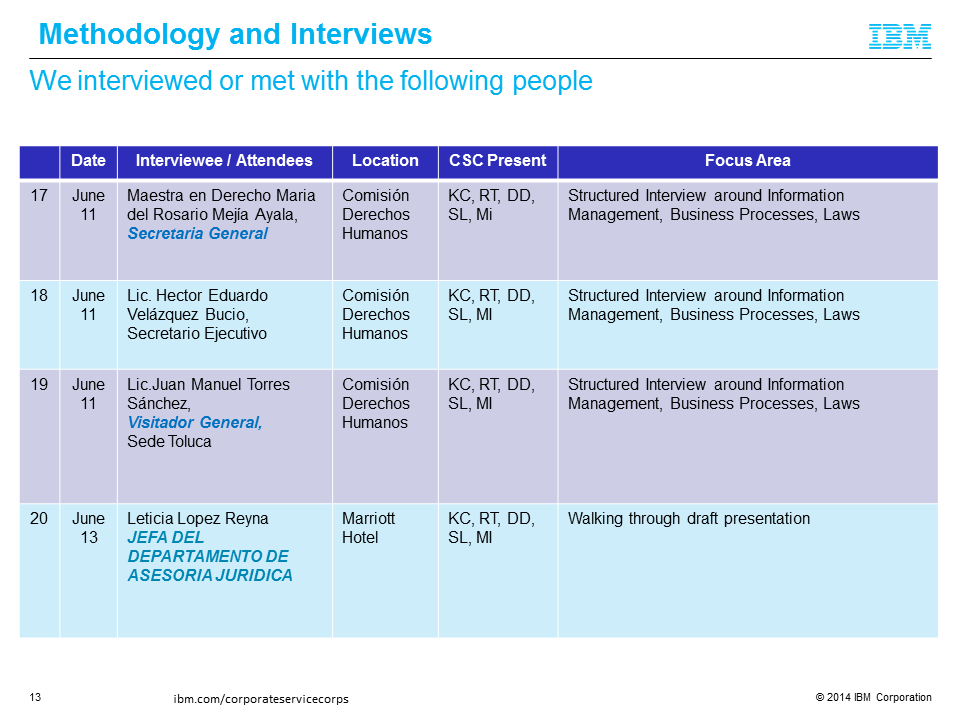 Methodology and Interviews
IBM
We interviewed or met with the following people
Date Interviewee / Attendees Location CSC Present Focus Area
17 June 11 Maestra en Derecho Maria del Rosario Mejía Ayala, Secretaria General Comisión Derechos Humanos KC, RT, DD, SL, Mi Structured Interview around Information Management, Business Processes, Laws
18 June 11 Lic. Hector Eduardo Velázquez Bucio, Secretario Ejecutivo Comisión Derechos Humanos KC, RT, DD, SL, MI Structured Interview around Information Management, Business Processes, Laws
19 June 11 Lic.Juan Manuel Torres Sánchez, Visitador General, Sede Toluca Comisión Derechos Humanos KC, RT, DD, SL, MI Structured Interview around Information Management, Business Processes, Laws
20 June 13 Leticia Lopez Reyna JEFA DEL DEPARTAMENTO DE ASESORIA JURIDICA Marriott Hotel KC, RT, DD, SL, MI Walking through draft presentation
13 ibm.com/corporateservicecorps © 2014 IBM Corporation